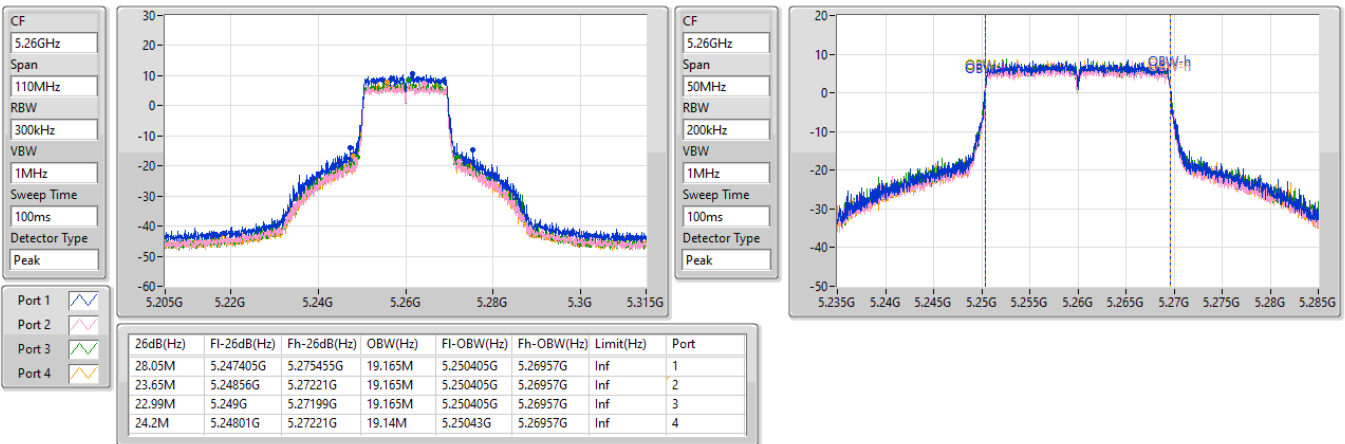 CF
5.26GHz
Span
110MHz
RBW
300kHz
VBW
1MHz
Sweep Time
100ms
Detector Type
Peak
30
20
10
0
-10
-20
-30
-40
-50
-60
5.205G 5.22G 5.24G 5.26G 5.28G 5.3G 5.315G
CF
5.26GHz
Span
50MHz
RBW
200kHz
VBW
1MHz
Sweep Time
100ms
Detector Type
Peak
20
10
0
-10
-20
-30
-40
-50
OBW-h
5.235G 5.24G 5.245G 5.25G 5.255G 5.26G 5.265G 5.27G 5.275G 5.28G 5.285G
Port 1
Port 2
Port 3
Port 4
26dB(Hz) Fl-26dB(Hz) Fh-26dB(Hz) OBW(Hz) Fl-OBW(Hz) Fh-OBW(Hz) Limit(Hz) Port
28.05M 5.247405G 5.275455G 19.165M 5.250405G 5.26957G Inf 1
23.65M 5.24856G 5.27221G 19.165M 5.250405G 5.26957G Inf 2
22.99M 5.249G 5.27199G 19.165M 5.250405G 5.26957G Inf 3
24.2M 5.24801G 5.27221G 19.14M 5.25043G 5.26957G Inf 4